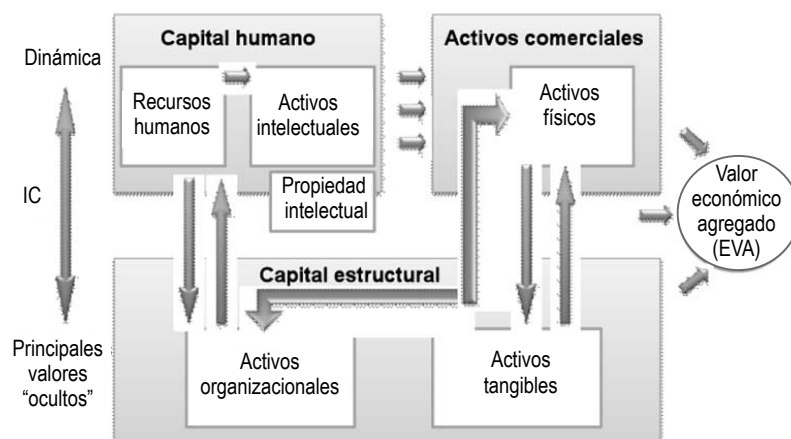 Capital humano
Activos comerciales
Dinámica
Recursos
humanos
Activos
intelectuales
Activos
físicos
IC
Propiedad
intelectual
Valor
económico
agregado
(EVA)
Capital estructural
Principales
valores
“ocultos”
Activos
organizacionales
Activos
tangibles